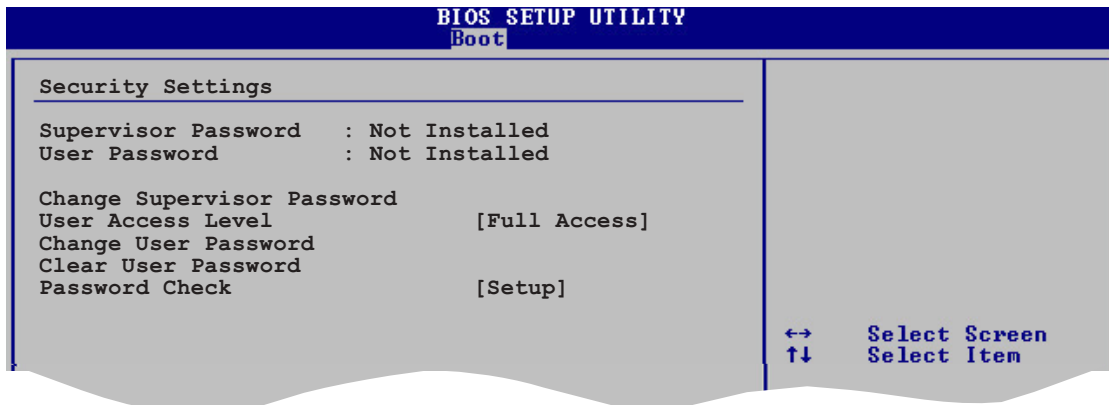 BIOS SETUP UTILITY
Boot
Security Settings
Supervisor Password : Not Installed
User Password : Not Installed
Change Supervisor Password
User Access Level [Full Access]
Change User Password
Clear User Password
Password Check [Setup]
←→ Select Screen
↑↓ Select Item